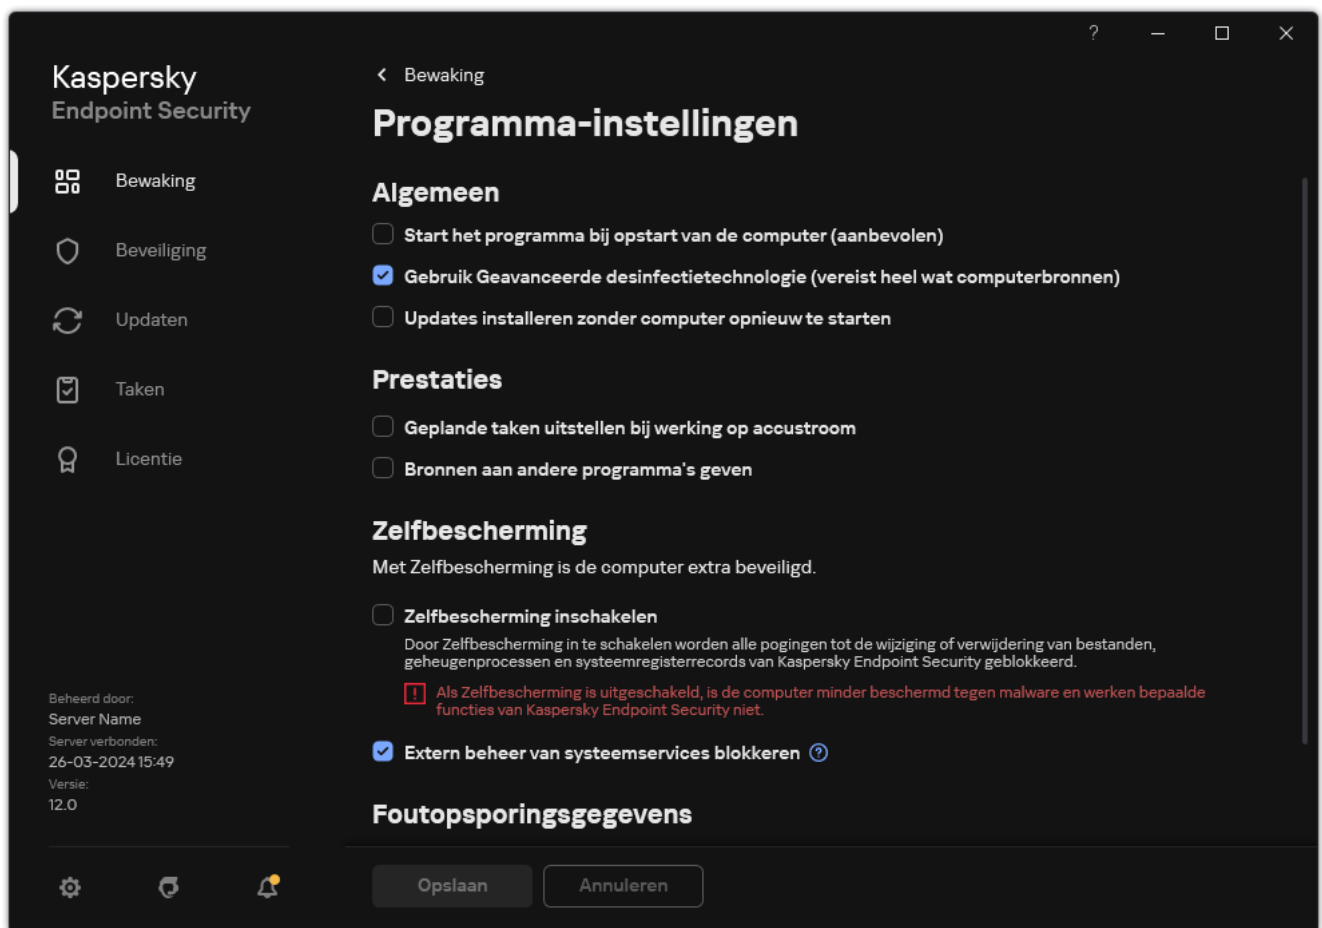 ?
Kaspersky
Endpoint Security
Bewaking
Beveiliging
Updaten
Taken
Licentie
Beheerd door:
Server Name
Server verbonden:
26-03-2024 15:49
Versie:
12.0
Bewaking
Programma-instellingen
Algemeen
Start het programma bij opstart van de computer (aanbevolen)
Gebruik Geavanceerde desinfectietechnologie (vereist heel wat computerbronnen)
Updates installeren zonder computer opnieuw te starten
Prestaties
Geplande taken uitstellen bij werking op accustroom
Bronnen aan andere programma's geven
Zelfbescherming
Met Zelfbescherming is de computer extra beveiligd.
Zelfbescherming inschakelen
Door Zelfbescherming in te schakelen worden alle pogingen tot de wijziging of verwijdering van bestanden,
geheugenprocessen en systeemregisterrecords van Kaspersky Endpoint Security geblokkeerd.
Als Zelfbescherming is uitgeschakeld, is de computer minder beschermd tegen malware en werken bepaalde
functies van Kaspersky Endpoint Security niet.
Extern beheer van systeemservices blokkeren ?
Foutopsporingsgegevens
Opslaan
Annuleren